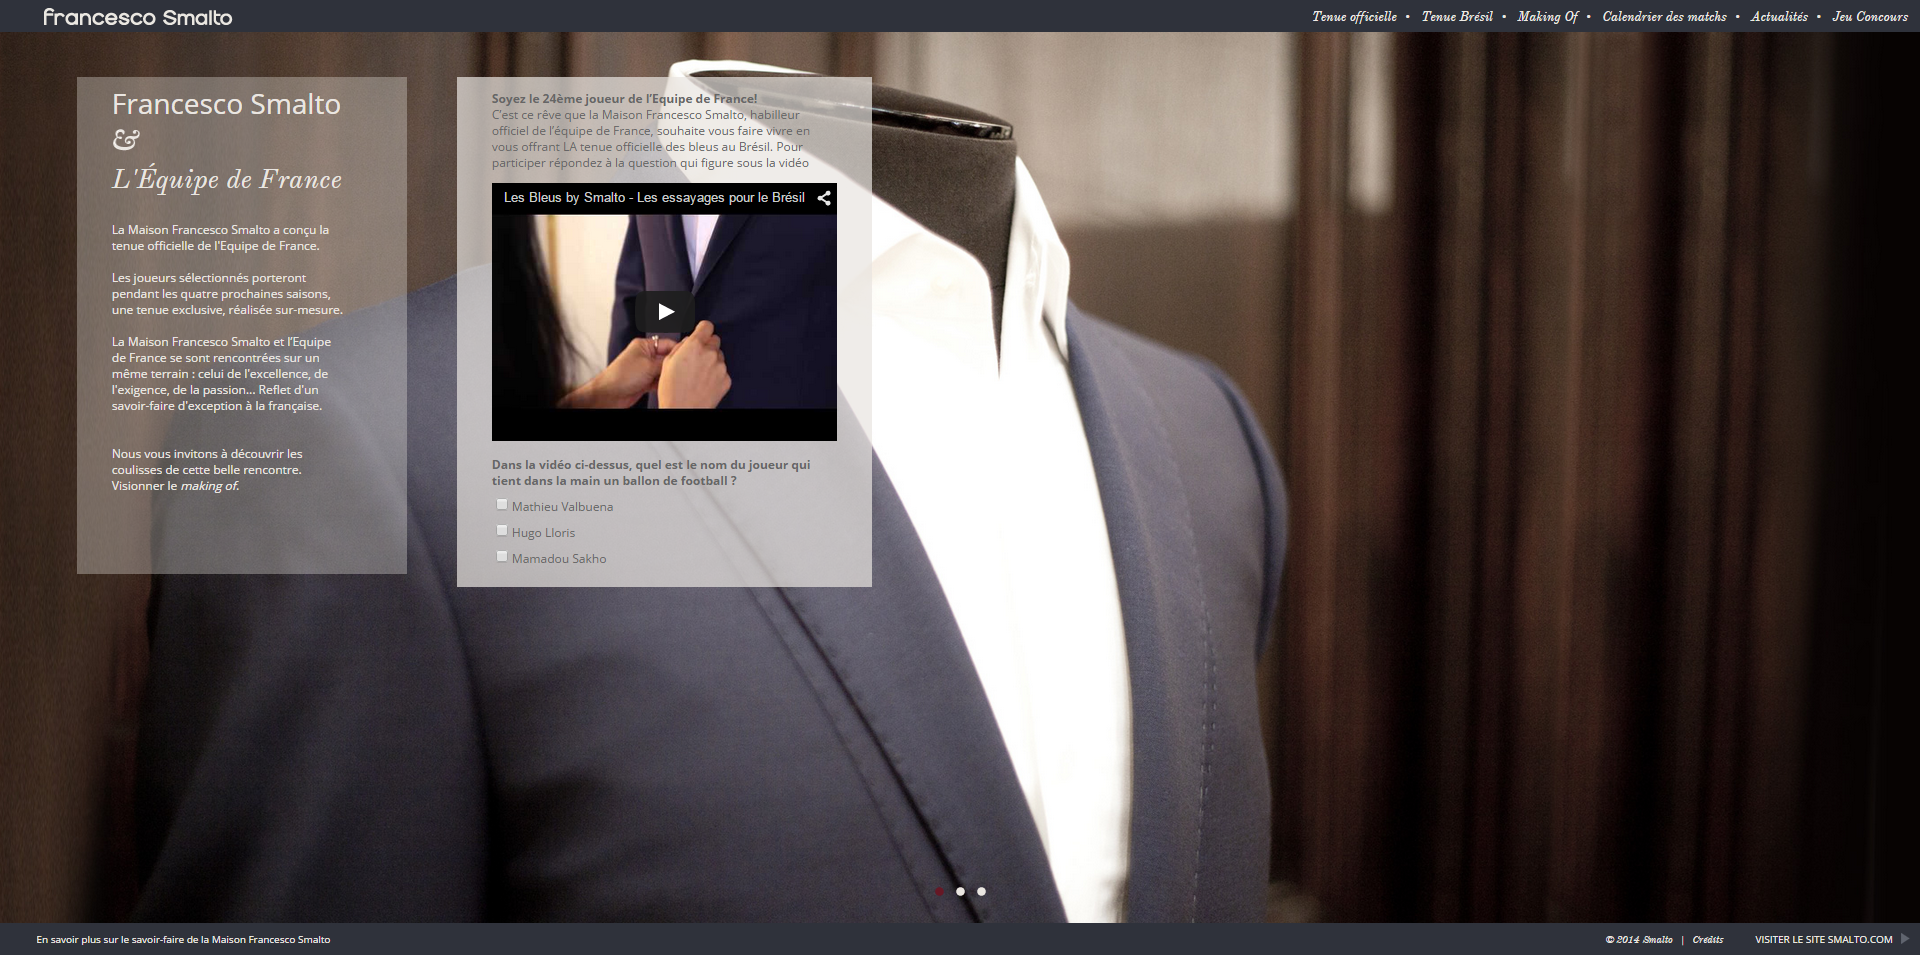 Francesco Smalto
Tenue officielle • Tenue Brésil • Making Of • Calendrier des matchs • Actualités • Jeu Concours
Francesco Smalto
&
L'Équipe de France
La Maison Francesco Smalto a conçu la
tenue officielle de l'Equipe de France.
Les joueurs sélectionnés porteront
pendant les quatre prochaines saisons,
une tenue exclusive, réalisée sur-mesure.
La Maison Francesco Smalto et l’Equipe
de France se sont rencontrées sur un
même terrain : celui de l'excellence, de
l'exigence, de la passion... Reflet d'un
savoir-faire d'exception à la française.
Nous vous invitons à découvrir les
coulisses de cette belle rencontre.
Visionner le making of.
Soyez le 24ème joueur de l’Equipe de France!
C’est ce rêve que la Maison Francesco Smalto, habilleur
officiel de l’équipe de France, souhaite vous faire vivre en
vous offrant LA tenue officielle des bleus au Brésil. Pour
participer répondez à la question qui figure sous la vidéo
Les Bleus by Smalto - Les essayages pour le Brésil
Dans la vidéo ci-dessus, quel est le nom du joueur qui
tient dans la main un ballon de football ?
Mathieu Valbuena
Hugo Lloris
Mamadou Sakho
En savoir plus sur le savoir-faire de la Maison Francesco Smalto
© 2014 Smalto | Crédits
VISITER LE SITE SMALTO.COM